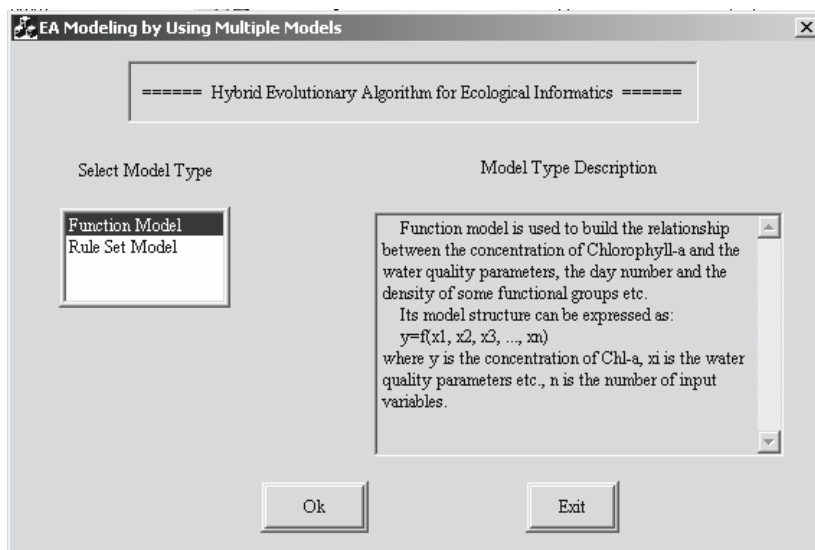 EA Modeling by Using Multiple Models
====== Hybrid Evolutionary Algorithm for Ecological Informatics ======
Select Model Type
Model Type Description
Function Model
Rule Set Model
Function model is used to build the relationship
between the concentration of Chlorophyll-a and the
water quality parameters, the day number and the
density of some functional groups etc.
Its model structure can be expressed as:
y=f(x1, x2, x3, ..., xn)
where y is the concentration of Chl-a, xi is the water
quality parameters etc., n is the number of input
variables.
Ok
Exit